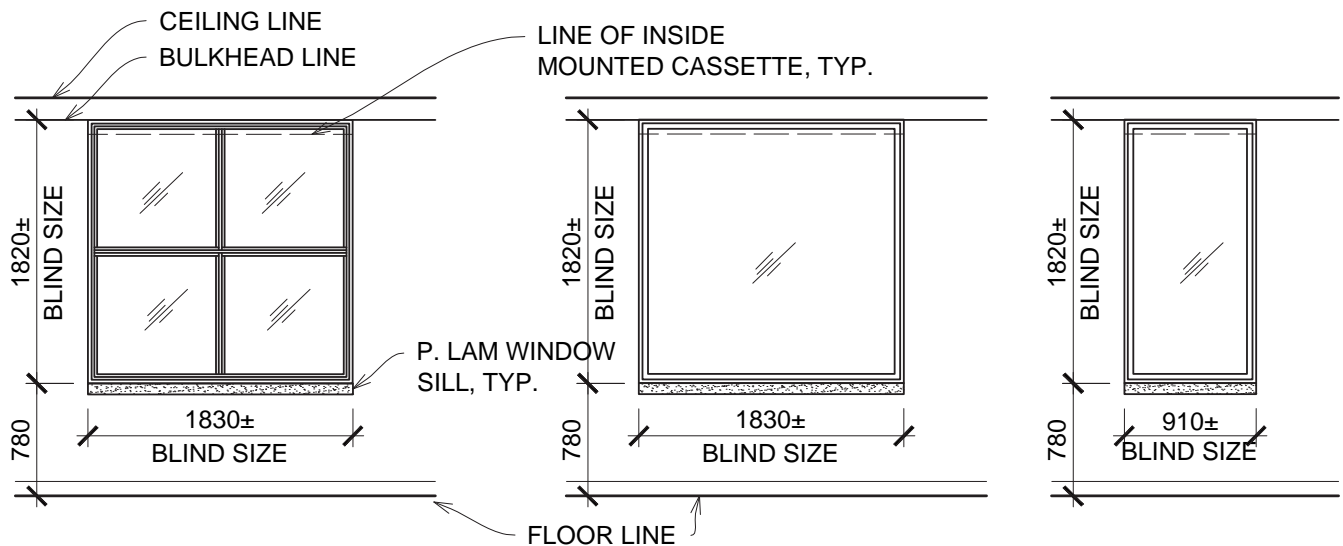 CEILING LINE
BULKHEAD LINE
LINE OF INSIDE
MOUNTED CASSETTE, TYP.
1820±
BLIND SIZE
780
1830±
BLIND SIZE
P. LAM WINDOW
SILL, TYP.
1820±
BLIND SIZE
780
1830±
BLIND SIZE
1820±
BLIND SIZE
780
910±
BLIND SIZE
FLOOR LINE